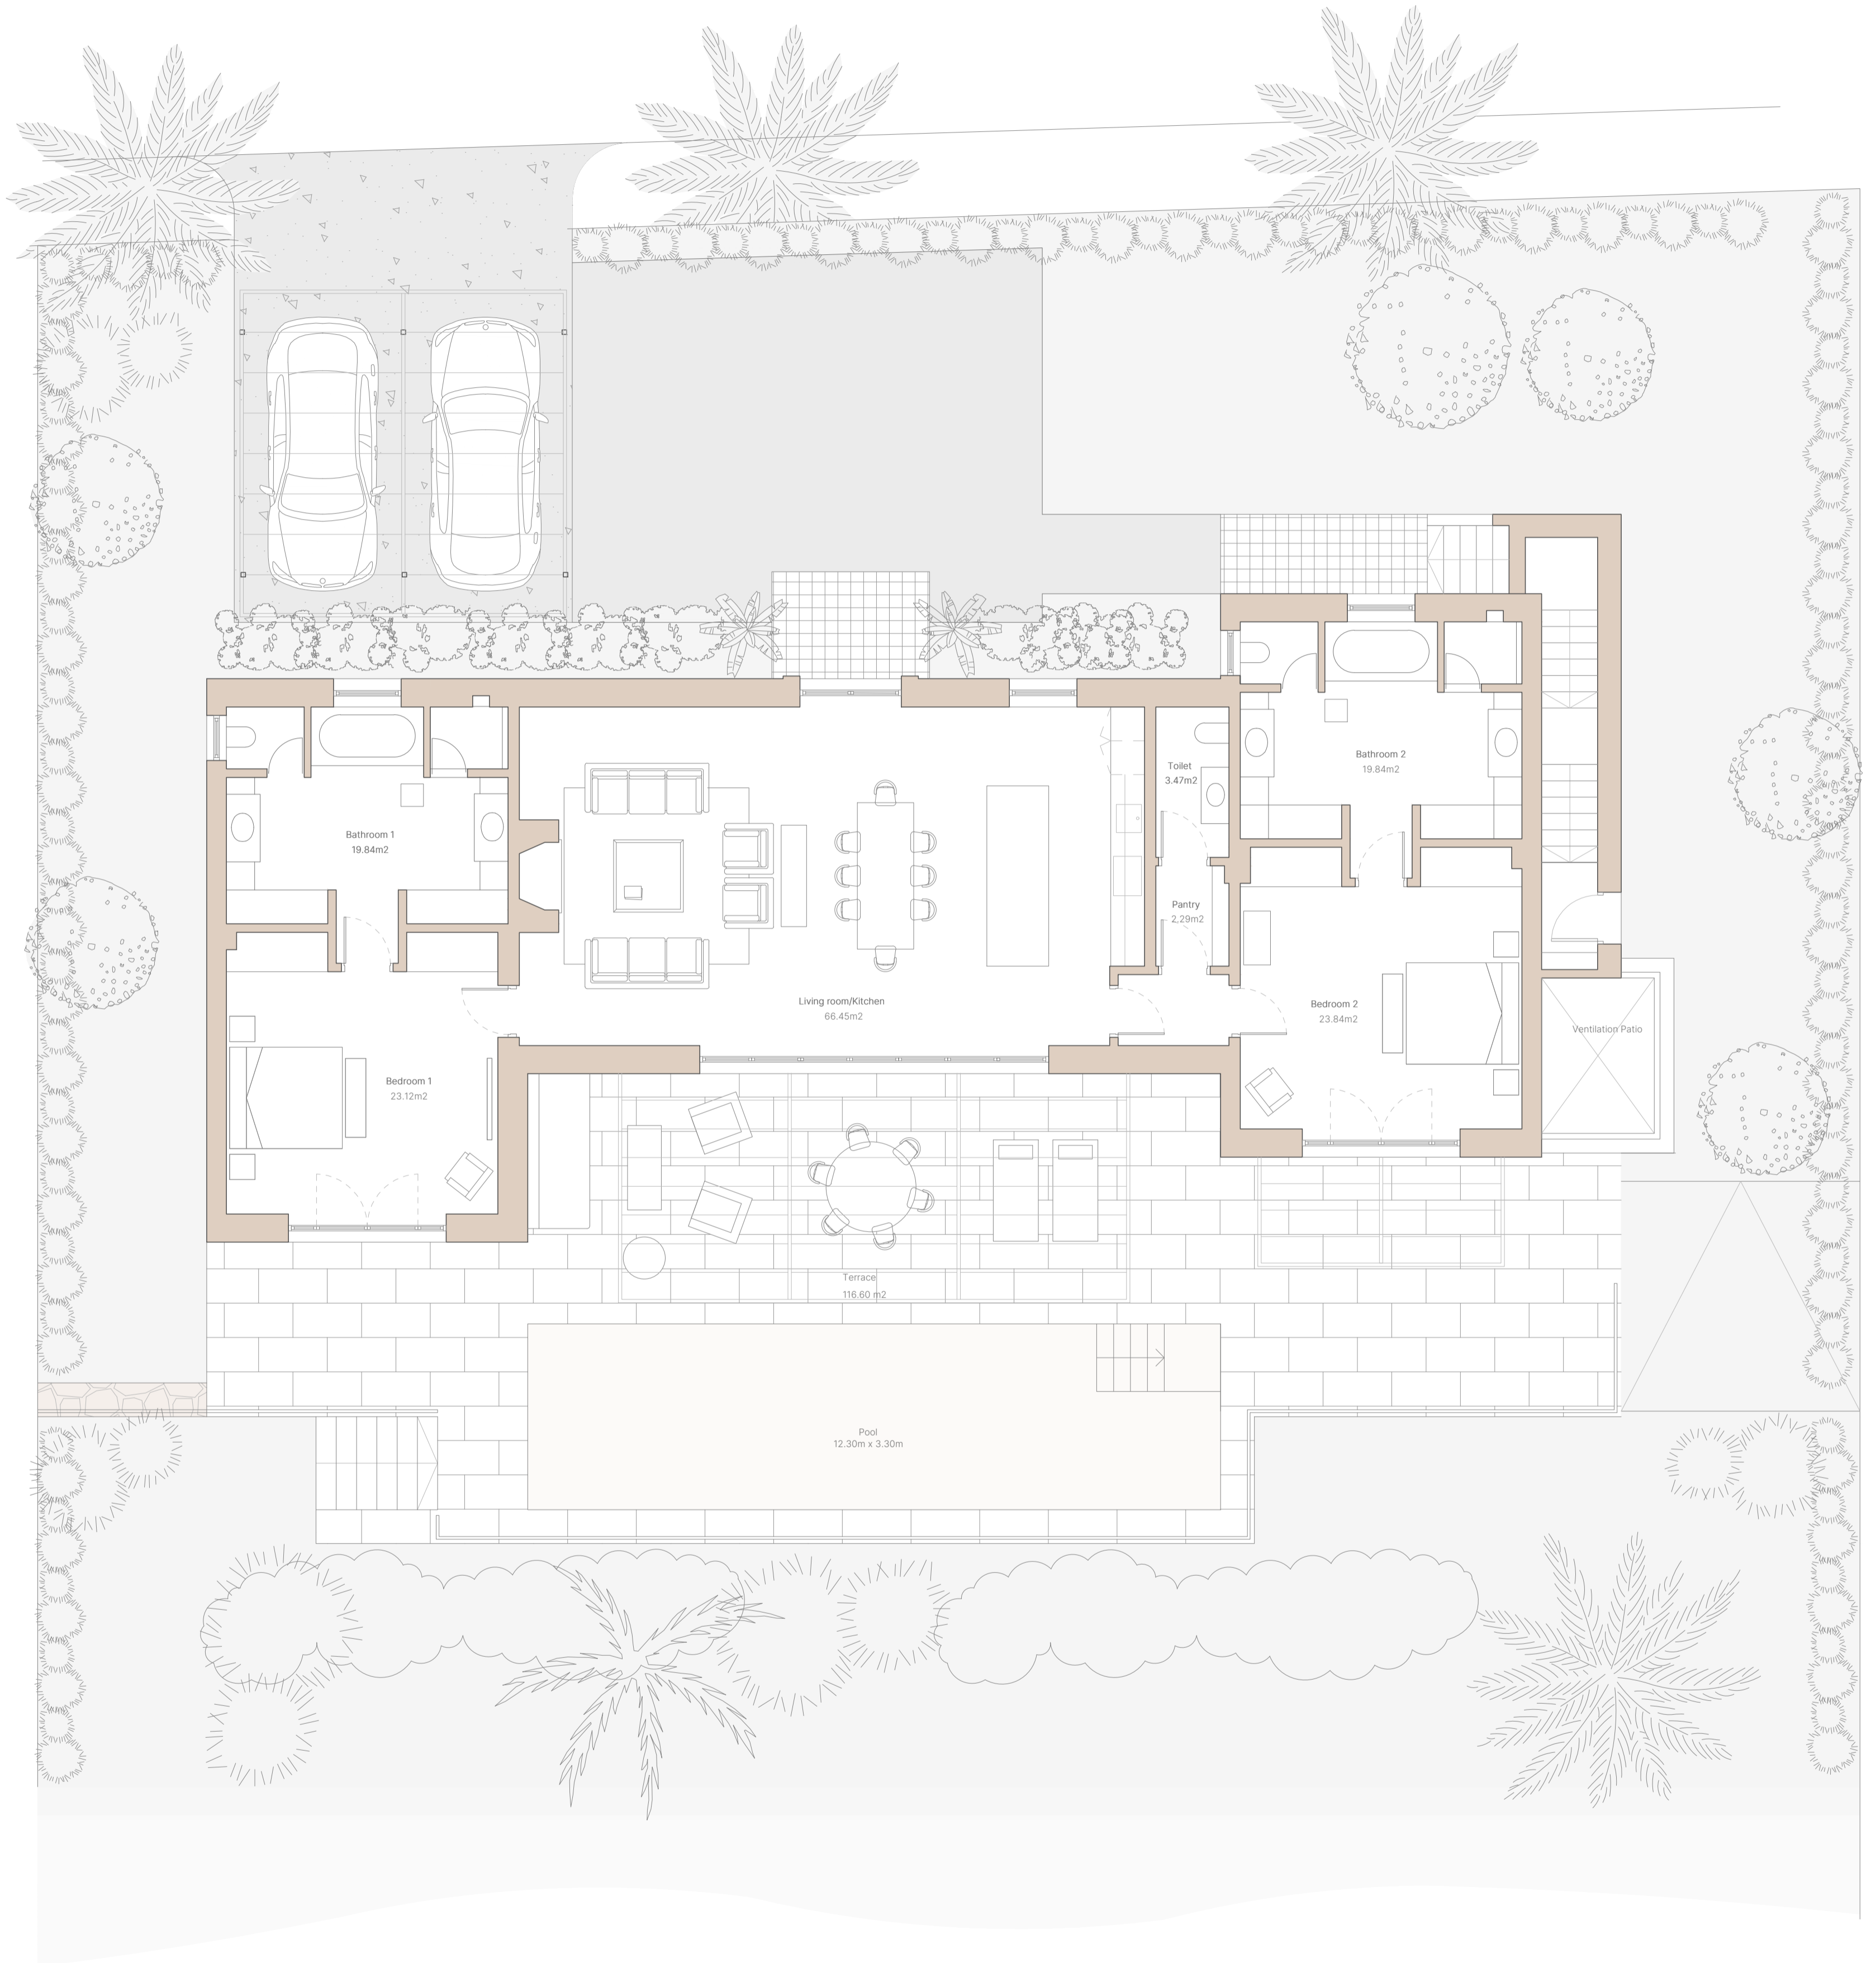 Bathroom 2
19.84m2
Toilet
3.47m2
Bathroom 1
19.84m2
Pantry
2,29m2
Living room/Kitchen
66.45m2
Bedroom 2
23.84m2
Ventilation Patio
Bedroom 1
23.12m2
Terrace
116.60 m2
Pool
12.30m x 3.30m